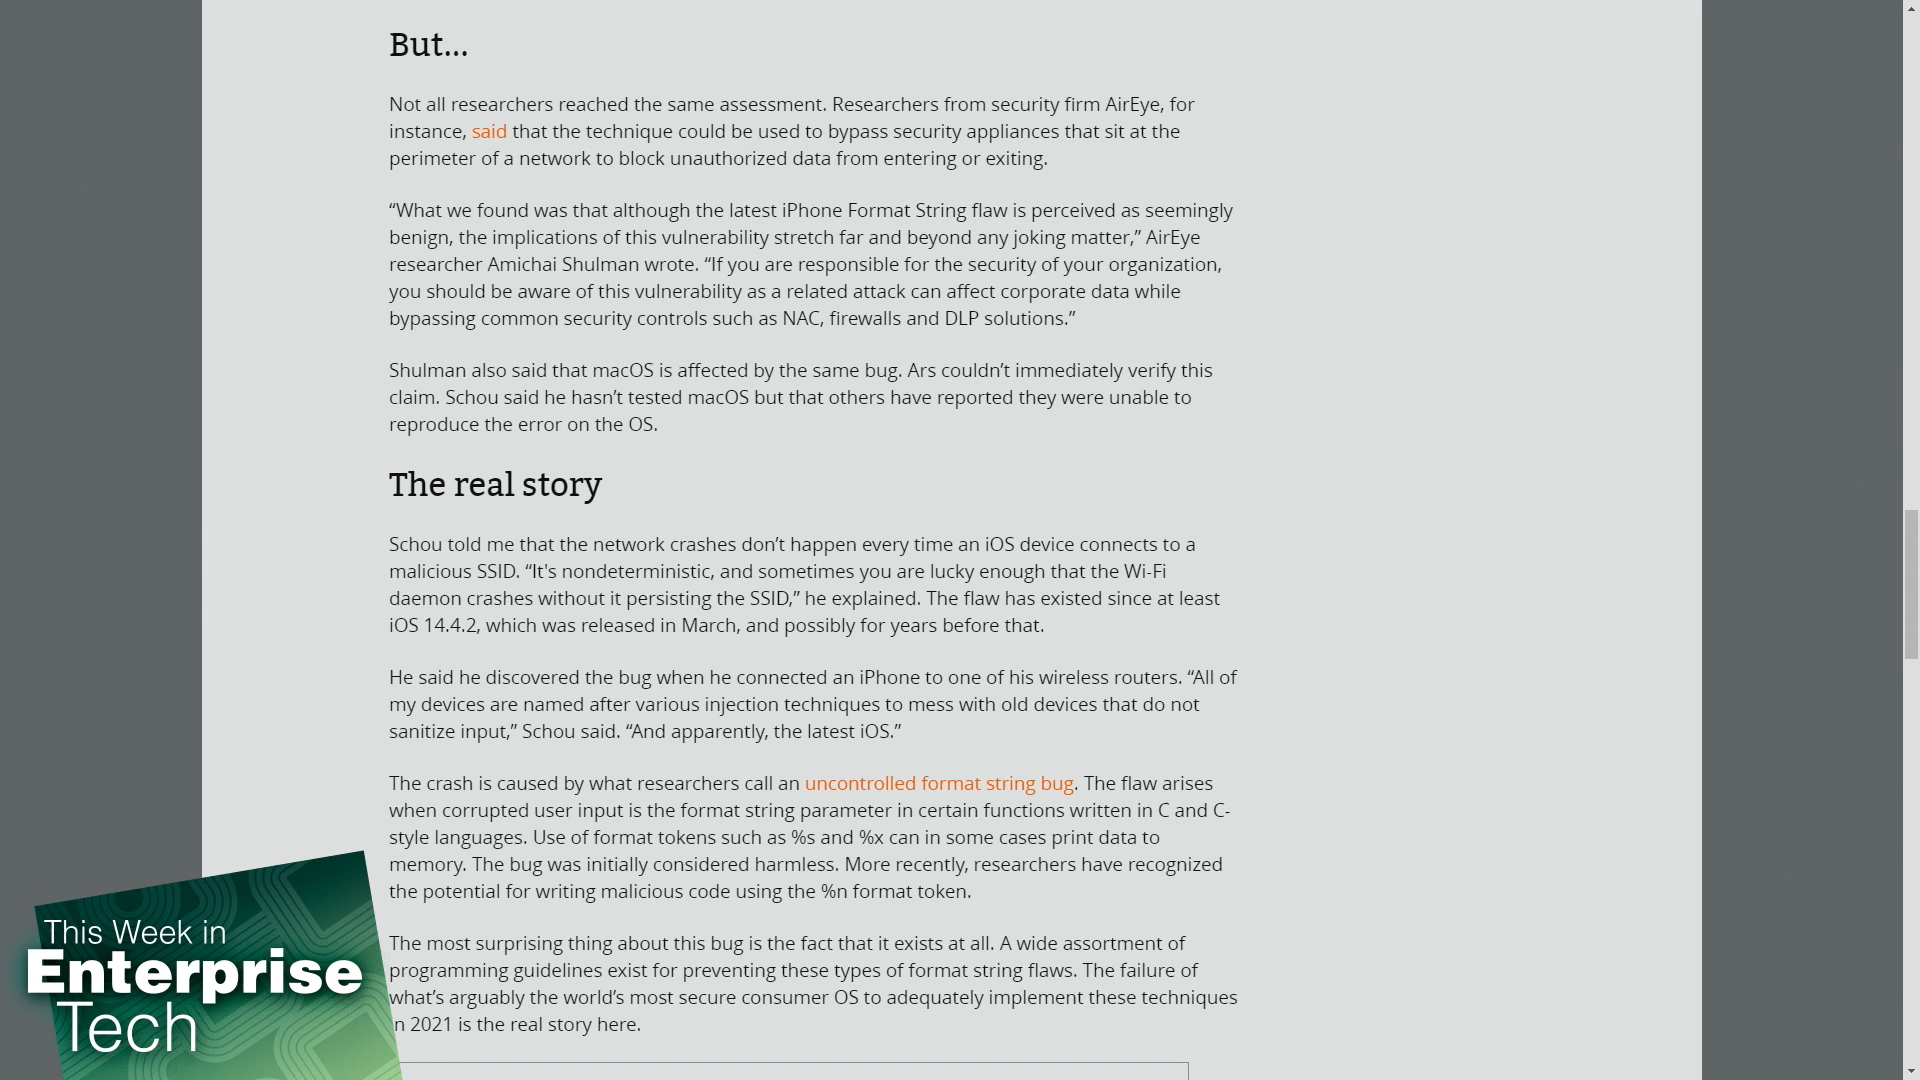 But...
Not all researchers reached the same assessment. Researchers from security firm AirEye, for
instance, said that the technique could be used to bypass security appliances that sit at the
perimeter of a network to block unauthorized data from entering or exiting.
“What we found was that although the latest iPhone Format String flaw is perceived as seemingly
benign, the implications of this vulnerability stretch far and beyond any joking matter,” AirEye
researcher Amichai Shulman wrote. “If you are responsible for the security of your organization,
you should be aware of this vulnerability as a related attack can affect corporate data while
bypassing common security controls such as NAC, firewalls and DLP solutions.”
Shulman also said that macOS is affected by the same bug. Ars couldn’t immediately verify this
claim. Schou said he hasn’t tested macOS but that others have reported they were unable to
reproduce the error on the OS.
The real story
Schou told me that the network crashes don’t happen every time an iOS device connects to a
malicious SSID. “It's nondeterministic, and sometimes you are lucky enough that the Wi-Fi
daemon crashes without it persisting the SSID,” he explained. The flaw has existed since at least
iOS 14.4.2, which was released in March, and possibly for years before that.
He said he discovered the bug when he connected an iPhone to one of his wireless routers. “All of
my devices are named after various injection techniques to mess with old devices that do not
sanitize input,” Schou said. “And apparently, the latest iOS.”
The crash is caused by what researchers call an uncontrolled format string bug. The flaw arises
when corrupted user input is the format string parameter in certain functions written in C and C-
style languages. Use of format tokens such as %s and %x can in some cases print data to
memory. The bug was initially considered harmless. More recently, researchers have recognized
the potential for writing malicious code using the %n format token.
The most surprising thing about this bug is the fact that it exists at all. A wide assortment of
programming guidelines exist for preventing these types of format string flaws. The failure of
what’s arguably the world’s most secure consumer OS to adequately implement these techniques
in 2021 is the real story here.
This Week in
Enterprise
Tech